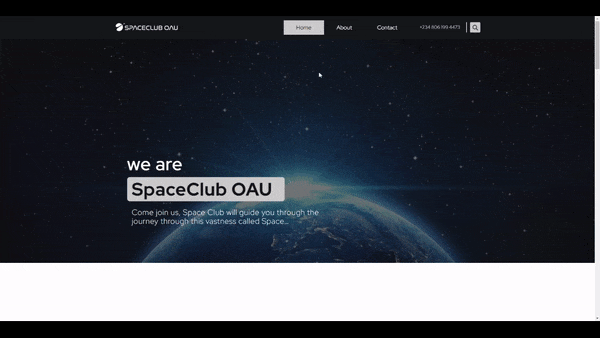 SPACECLUB OAU
Home
About
Contact
+234 806 199 4473
we are
SpaceClub OAU
Come join us, Space Club will guide you through the
journey through this vastness called Space...